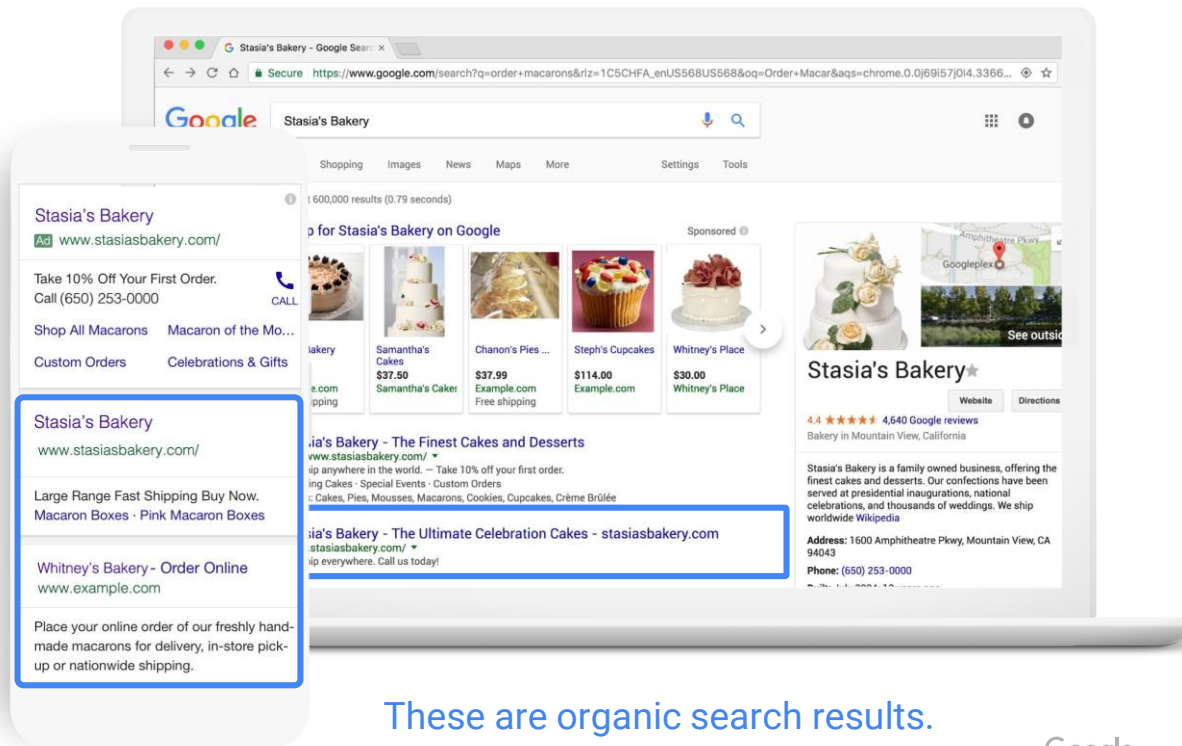 Stasia's Bakery - Google Sear
Secure https://www.google.com/search?q=order+macarons&rlz=1C5CHFA_enUS568US568&oq=Order+Macar&aqs=chrome.0.0j69i57j0l4.3366...
Google
Stasia's Bakery
Shopping Images News Maps More Settings Tools
600,000 results (0.79 seconds)
p for Stasia's Bakery on Google
Sponsored
akery
e.com
pping
Samantha's
Cakes
$37.50
Samantha's Cakes
Chanon's Pies ...
$37.99
Example.com
Free shipping
Steph's Cupcakes
$114.00
Example.com
Whitney's Place
$30.00
Whitney's Place
sia's Bakery - The Finest Cakes and Desserts
www.stasiasbakery.com/
ip anywhere in the world. — Take 10% off your first order.
ing Cakes · Special Events · Custom Orders
s: Cakes, Pies, Mousses, Macarons, Cookies, Cupcakes, Crème Brûlée
sia's Bakery - The Ultimate Celebration Cakes - stasiasbakery.com
.stasiasbakery.com/
ip everywhere. Call us today!
Amphitheatre Pkwy
Googleplex
See outsid
Stasia's Bakery
Website Directions
4.4 4,640 Google reviews
Bakery in Mountain View, California
Stasia's Bakery is a family owned business, offering the
finest cakes and desserts. Our confections have been
served at presidential inaugurations, national
celebrations, and thousands of weddings. We ship
worldwide Wikipedia
Address: 1600 Amphitheatre Pkwy, Mountain View, CA
94043
Phone: (650) 253-0000
Stasia's Bakery
Ad www.stasiasbakery.com/
Take 10% Off Your First Order.
Call (650) 253-0000
CALL
Shop All Macarons Macaron of the Mo...
Custom Orders Celebrations & Gifts
Stasia's Bakery
www.stasiasbakery.com/
Large Range Fast Shipping Buy Now.
Macaron Boxes · Pink Macaron Boxes
Whitney's Bakery - Order Online
www.example.com
Place your online order of our freshly hand-
made macarons for delivery, in-store pick-
up or nationwide shipping.
These are organic search results.
Google